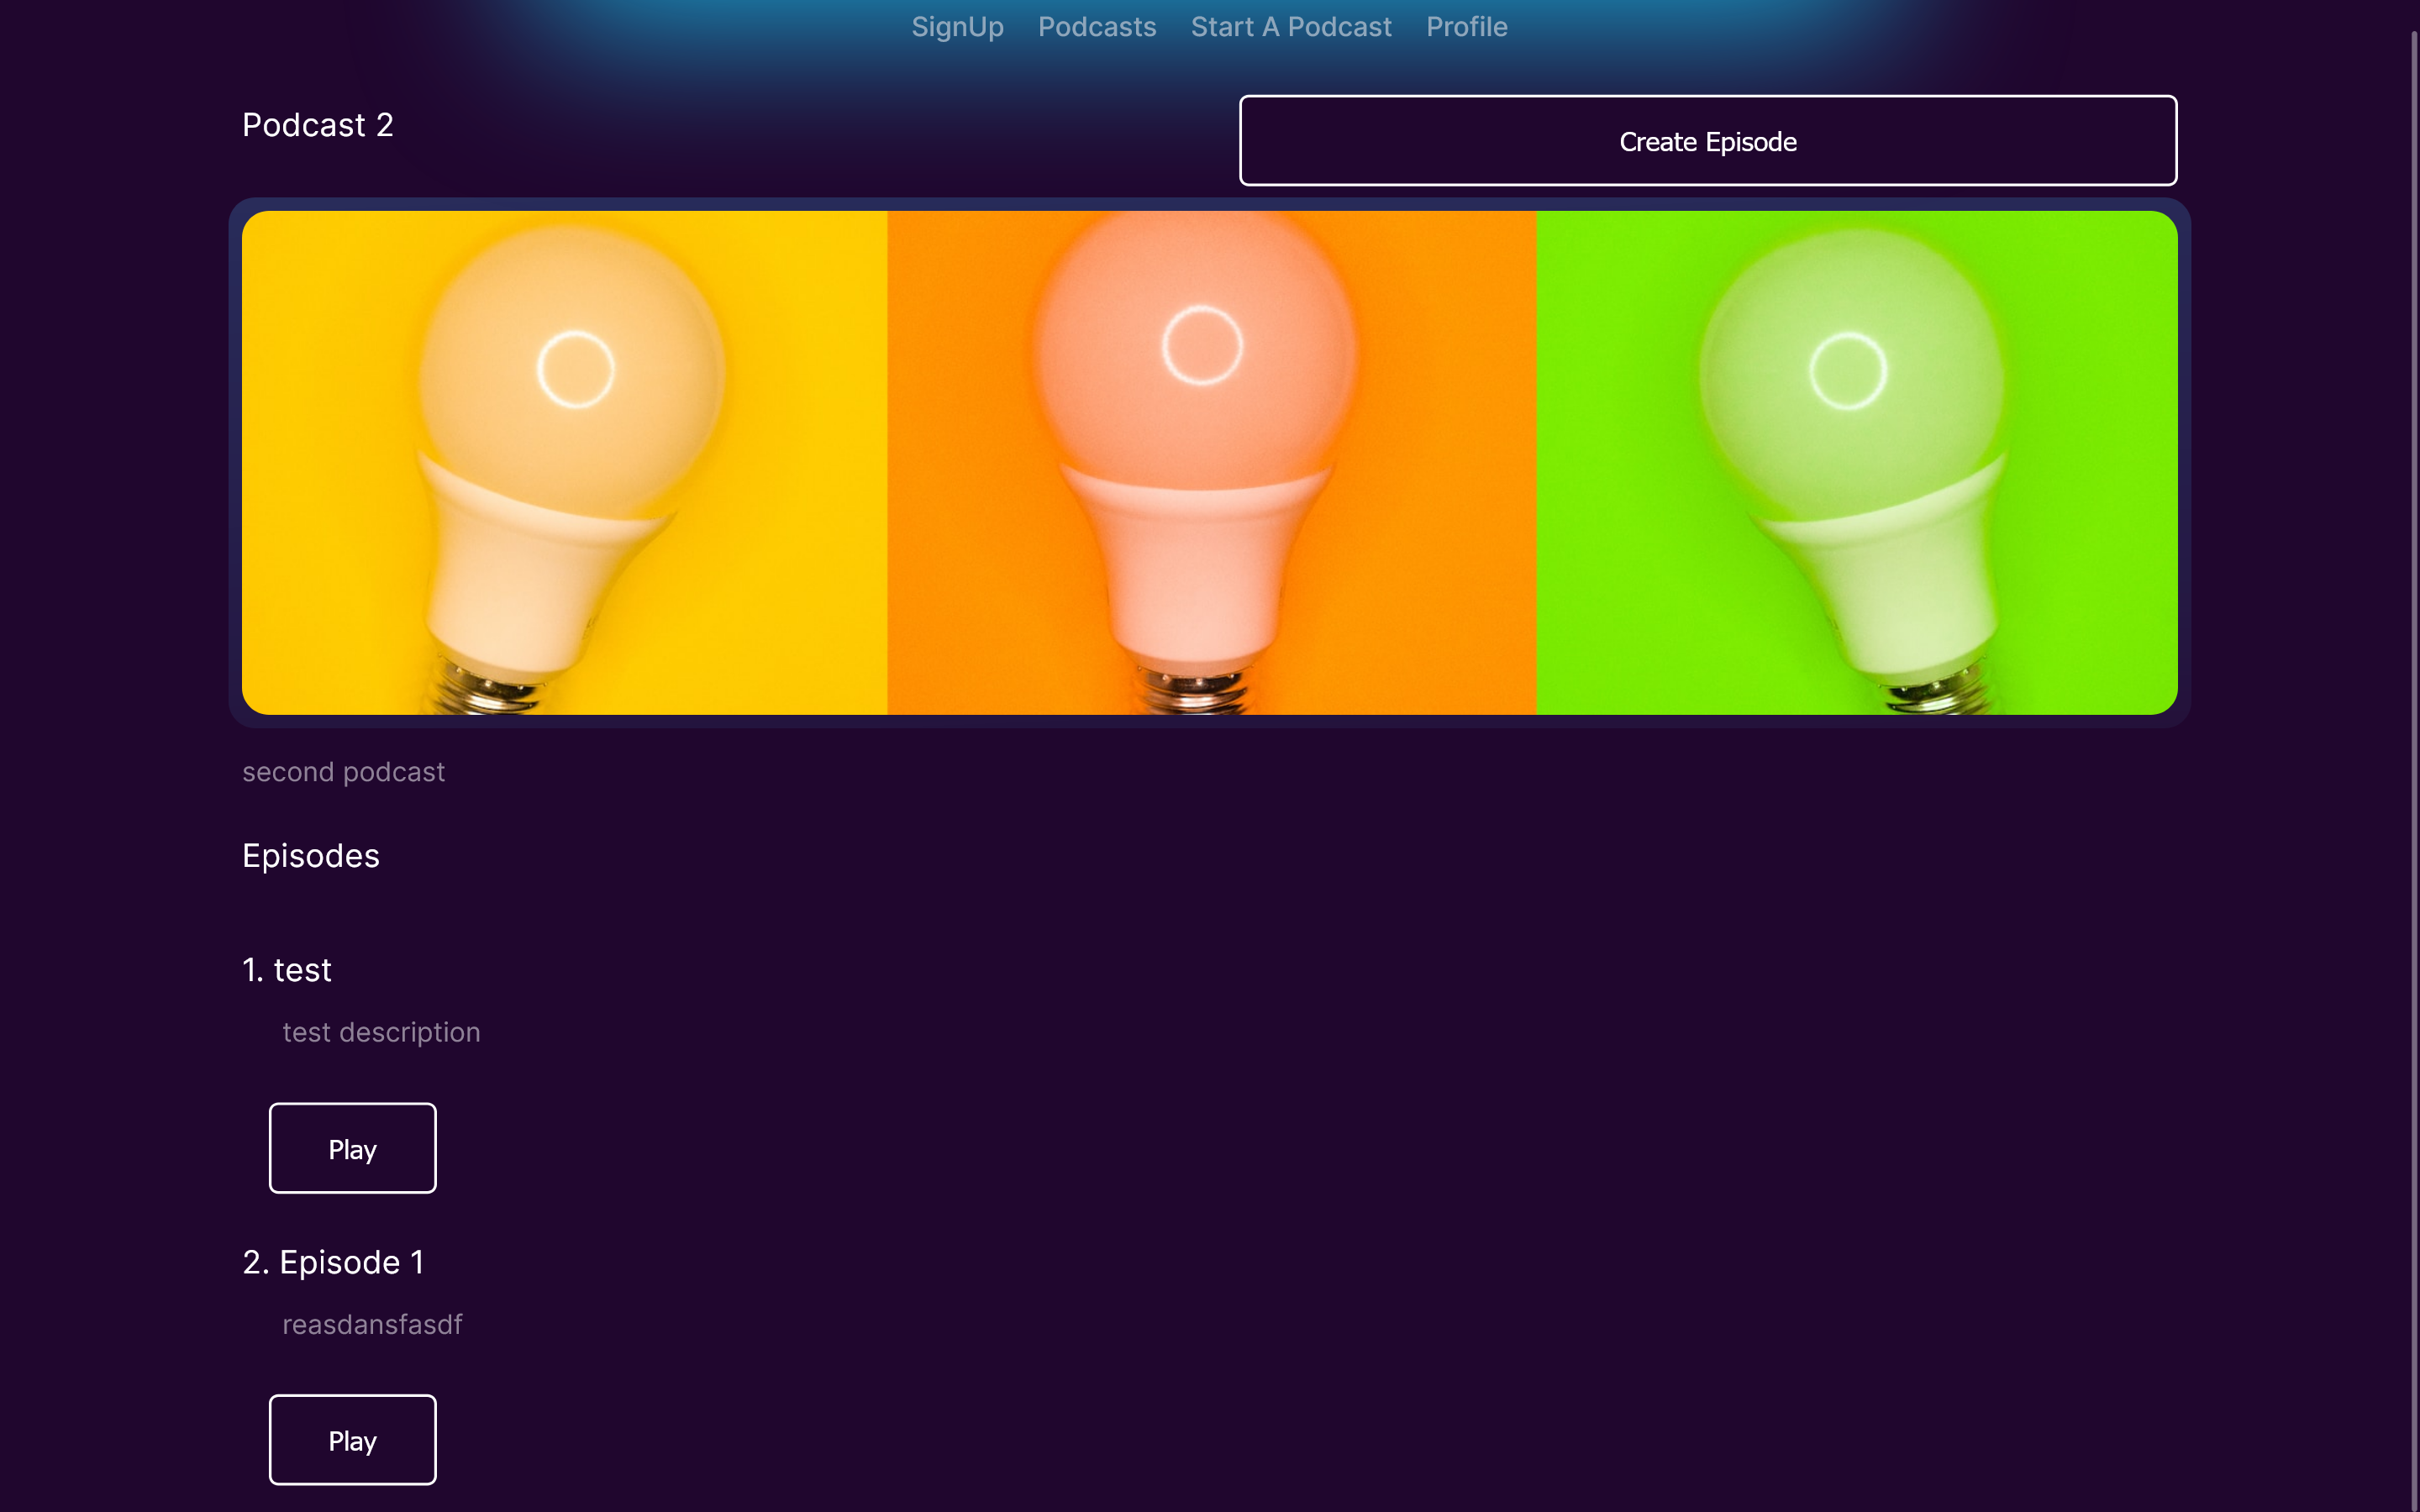 SignUp Podcasts Start A Podcast Profile
Podcast 2
Create Episode
second podcast
Episodes
1. test
test description
Play
2. Episode 1
reasdansfasdf
Play